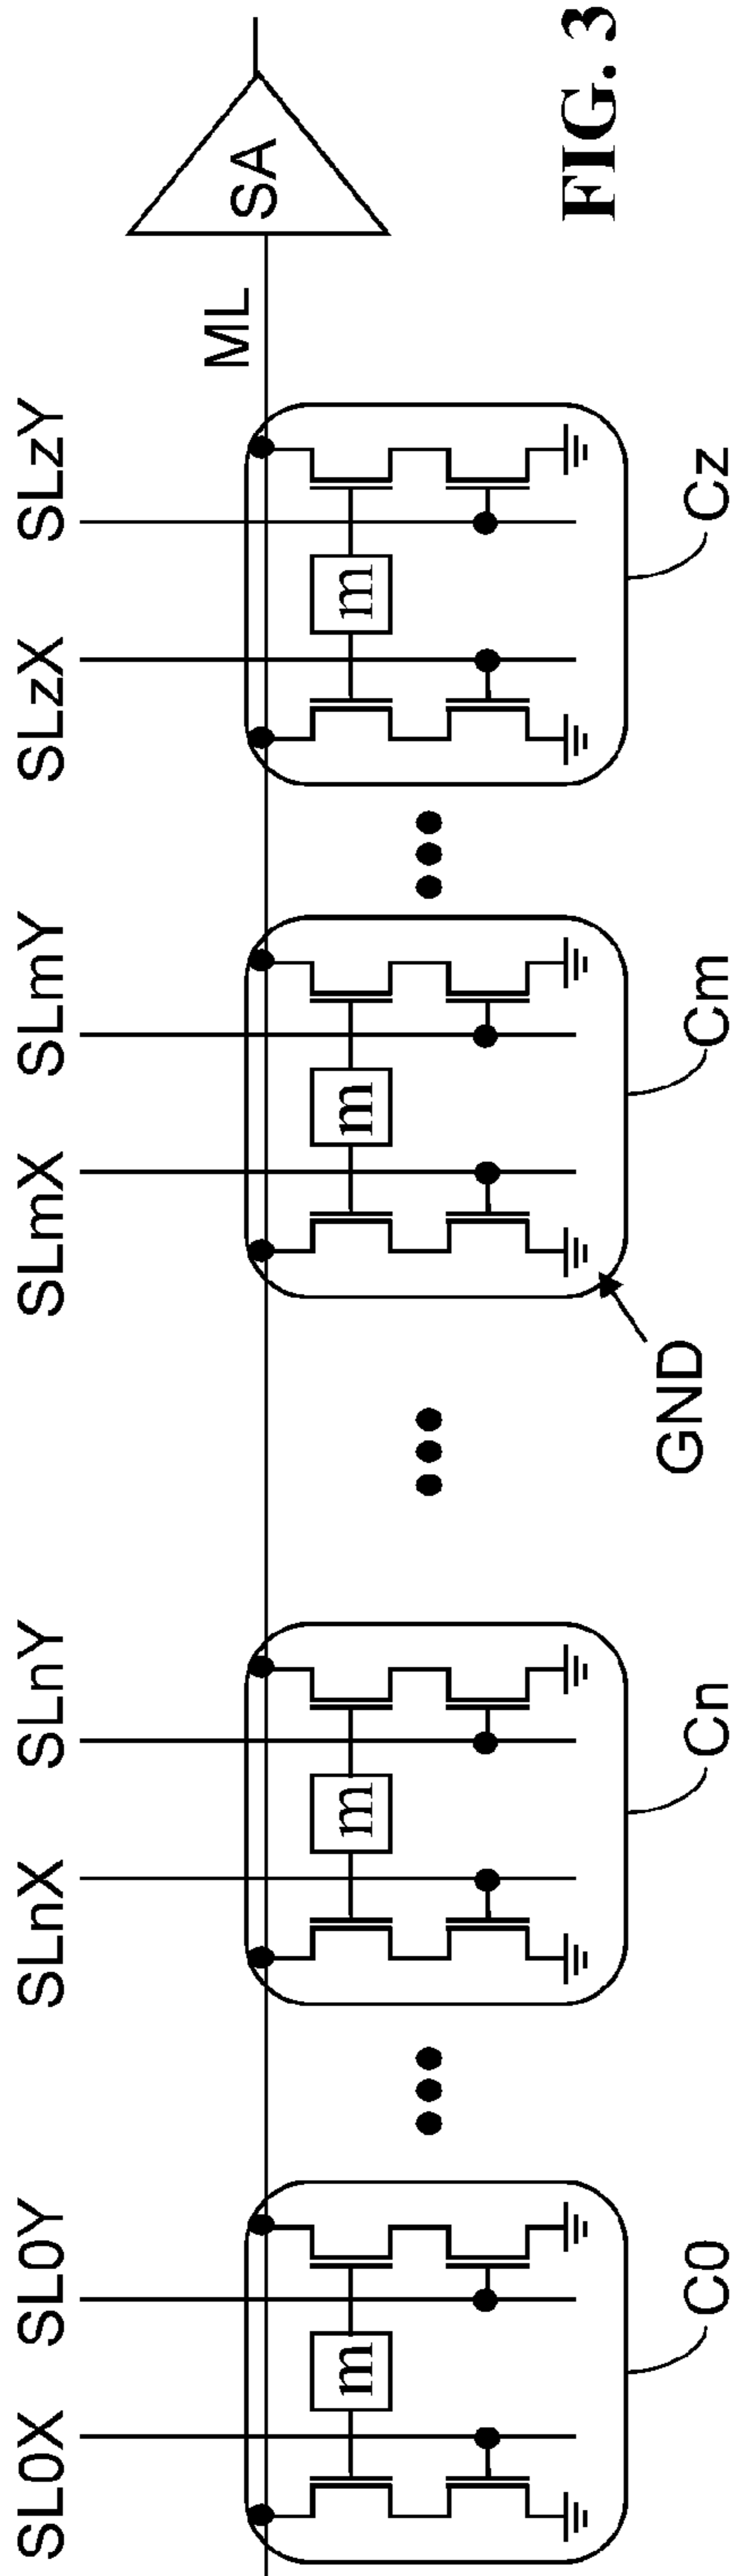 SL0X SL0Y SLnX SLnY SLmX SLmY SLzX SLzY
ML
SA
m m m m
GND
C0 Cn Cm Cz
FIG. 3